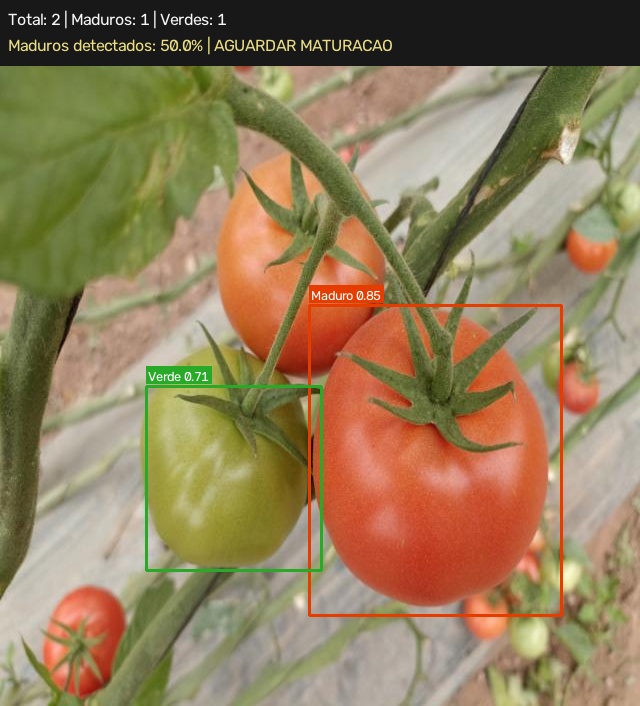 Total: 2 | Maduros: 1 | Verdes: 1
Maduros detectados: 50.0% | AGUARDAR MATURACAO
Maduro 0.85
Verde 0.71